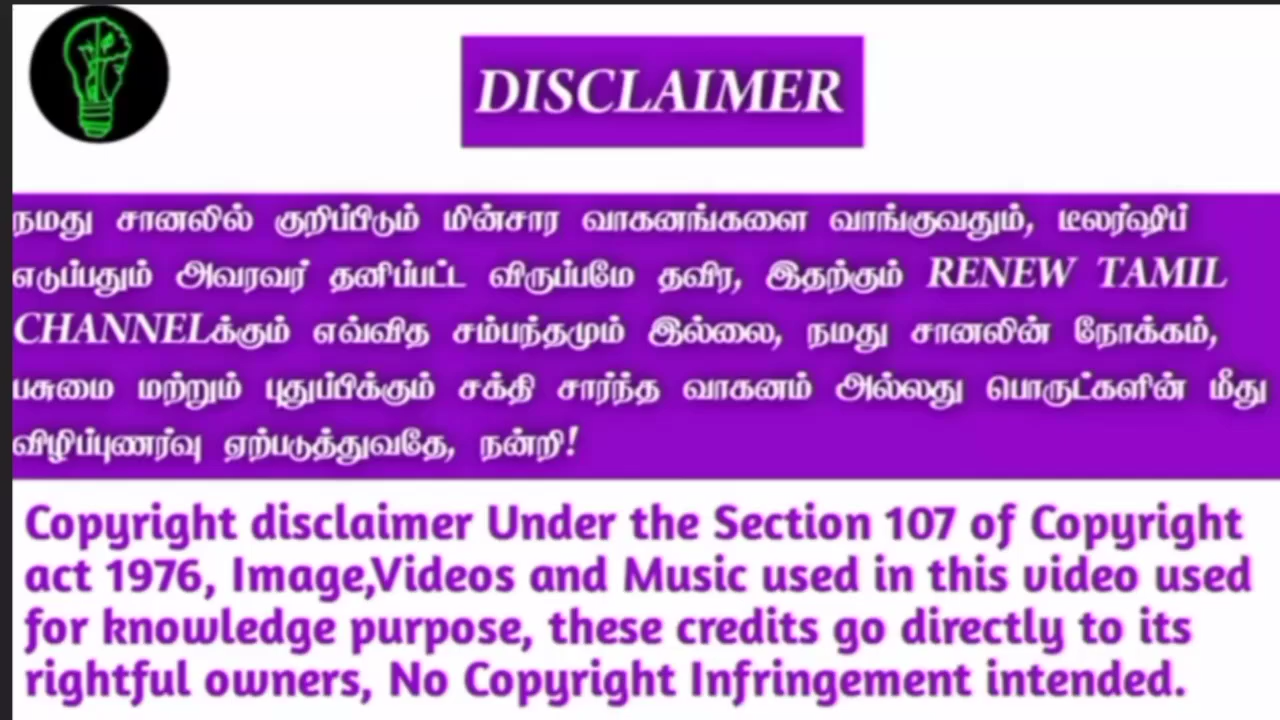 DISCLAIMER
நமது சானலில் குறிப்பிடும் மின்சார வாகனங்களை வாங்குவதும், டீலர்ஷிப்
எடுப்பதும் அவரவர் தனிப்பட்ட விருப்பமே தவிர, இதற்கும் RENEW TAMIL
CHANNELக்கும் எவ்வித சம்பந்தமும் இல்லை, நமது சானலின் நோக்கம்,
பசுமை மற்றும் புதுப்பிக்கும் சக்தி சார்ந்த வாகனம் அல்லது பொருட்களின் மீது
விழிப்புணர்வு ஏற்படுத்துவதே, நன்றி!
Copyright disclaimer Under the Section 107 of Copyright
act 1976, Image,Videos and Music used in this video used
for knowledge purpose, these credits go directly to its
rightful owners, No Copyright Infringement intended.